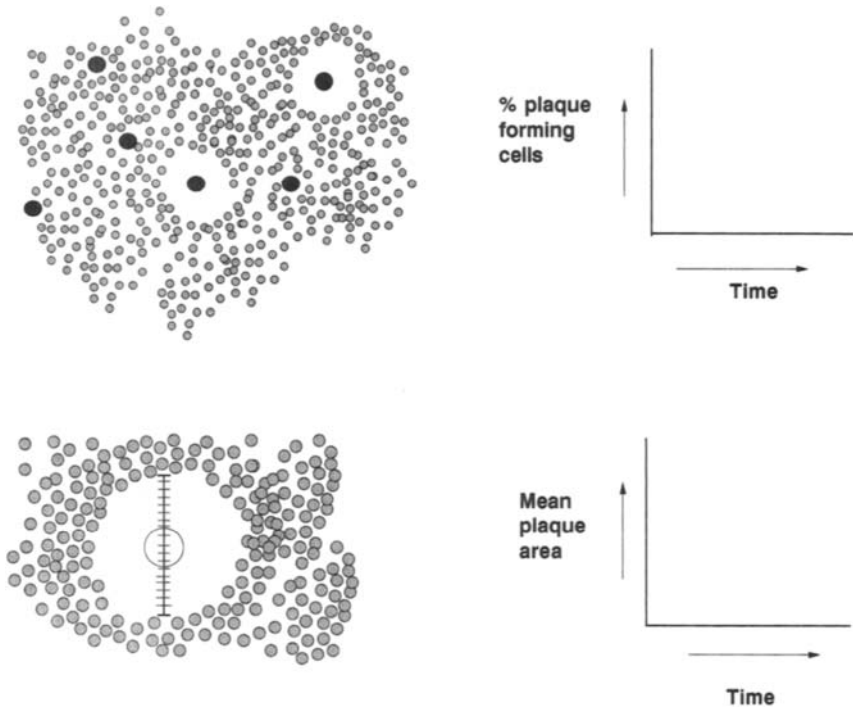 % plaque
forming
cells
Time
Mean
plaque
area
Time